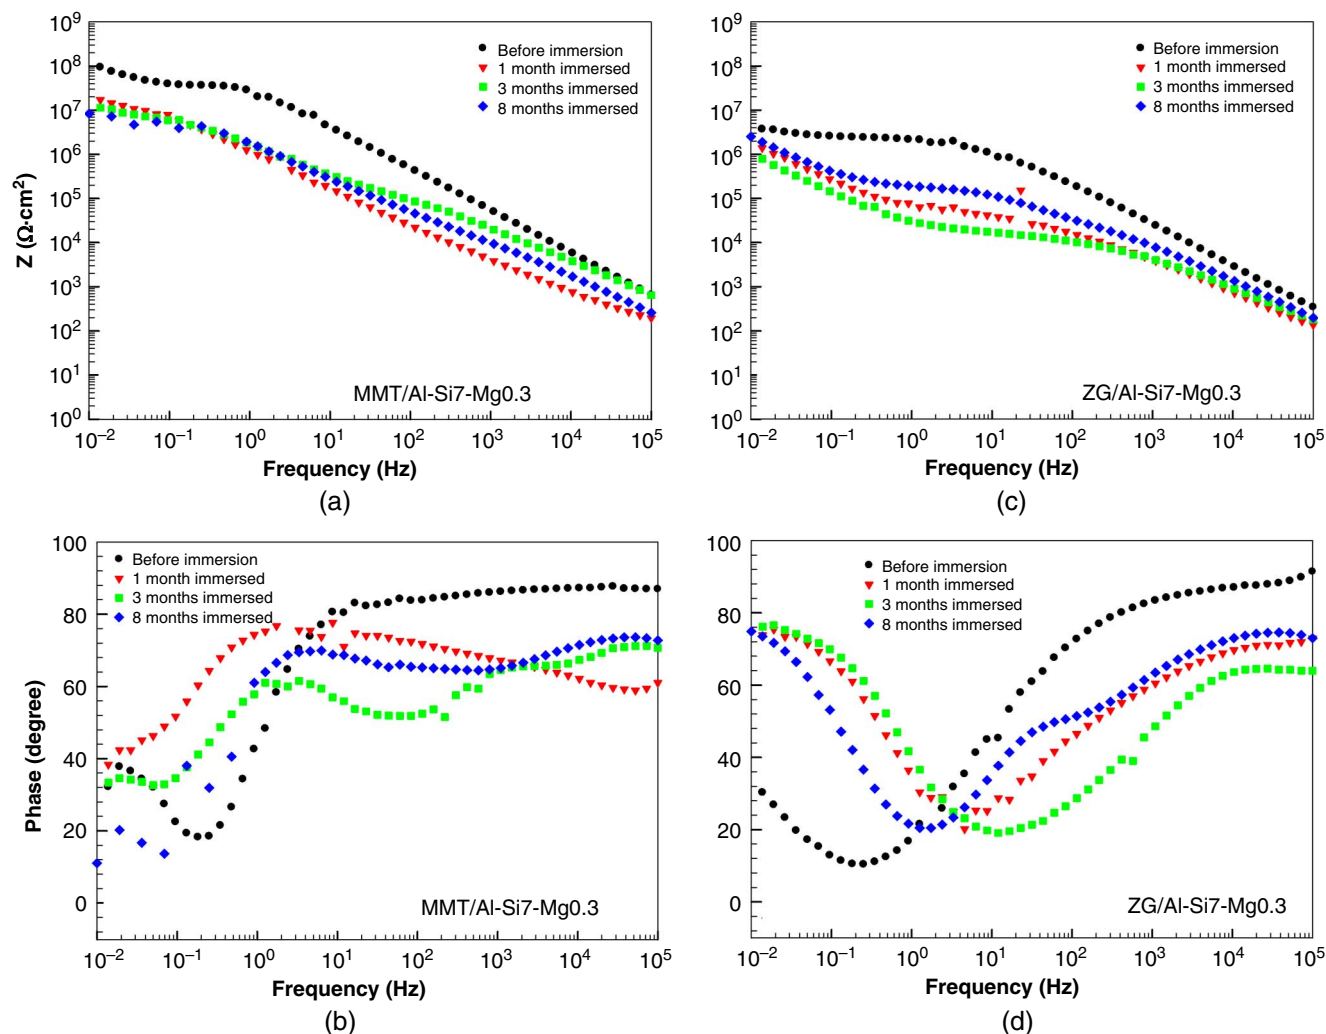 10⁹
10⁸
10⁷
10⁶
10⁵
10⁴
10³
10²
10¹
10⁰
Z (Ω·cm²)
Before immersion
1 month immersed
3 months immersed
8 months immersed
MMT/Al-Si7-Mg0.3
10⁻² 10⁻¹ 10⁰ 10¹ 10² 10³ 10⁴ 10⁵
Frequency (Hz)
(a)
10⁹
10⁸
10⁷
10⁶
10⁵
10⁴
10³
10²
10¹
10⁰
Before immersion
1 month immersed
3 months immersed
8 months immersed
ZG/Al-Si7-Mg0.3
10⁻² 10⁻¹ 10⁰ 10¹ 10² 10³ 10⁴ 10⁵
Frequency (Hz)
(c)
100
80
60
40
20
0
Phase (degree)
Before immersion
1 month immersed
3 months immersed
8 months immersed
MMT/Al-Si7-Mg0.3
10⁻² 10⁻¹ 10⁰ 10¹ 10² 10³ 10⁴ 10⁵
Frequency (Hz)
(b)
100
80
60
40
20
0
Before immersion
1 month immersed
3 months immersed
8 months immersed
ZG/Al-Si7-Mg0.3
10⁻² 10⁻¹ 10⁰ 10¹ 10² 10³ 10⁴ 10⁵
Frequency (Hz)
(d)